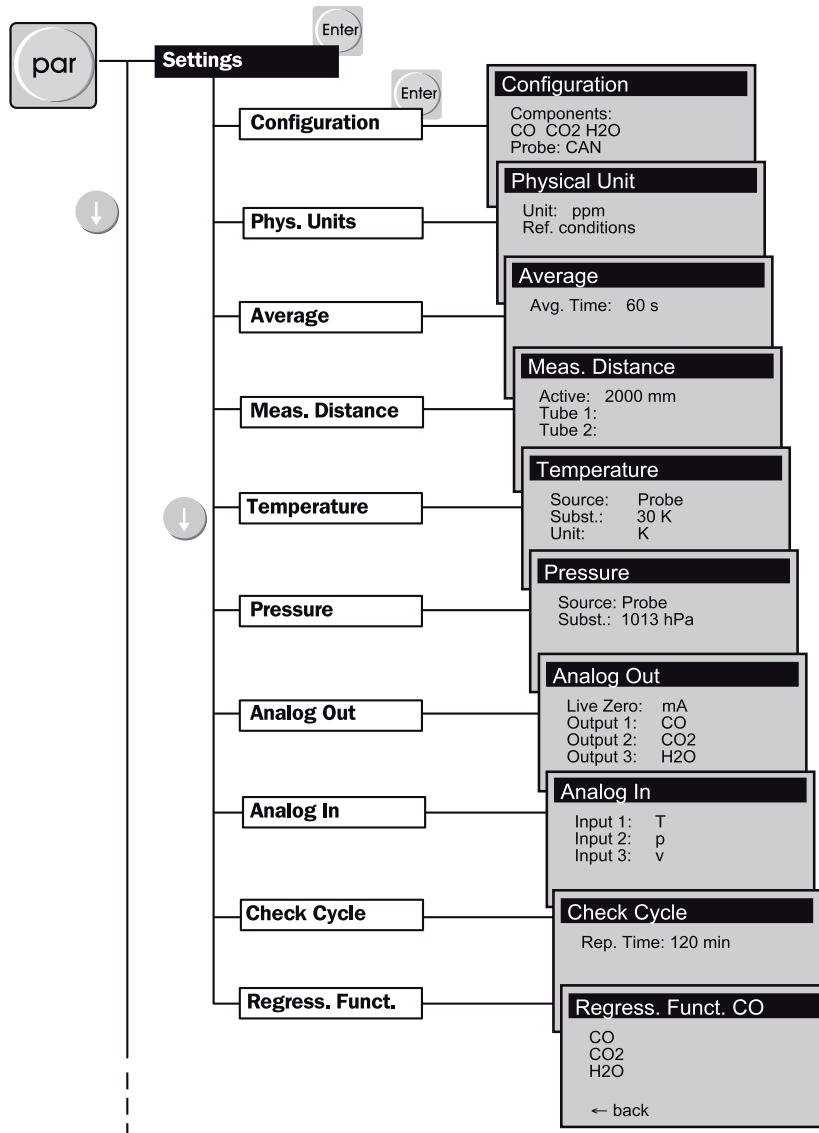 par
Enter
Settings
Enter
Configuration
Configuration
Components:
CO CO2 H2O
Probe: CAN
Phys. Units
Physical Unit
Unit: ppm
Ref. conditions
Average
Average
Avg. Time: 60 s
Meas. Distance
Meas. Distance
Active: 2000 mm
Tube 1:
Tube 2:
Temperature
Temperature
Source: Probe
Subst.: 30 K
Unit: K
Pressure
Pressure
Source: Probe
Subst.: 1013 hPa
Analog Out
Analog Out
Live Zero: mA
Output 1: CO
Output 2: CO2
Output 3: H2O
Analog In
Analog In
Input 1: T
Input 2: p
Input 3: v
Check Cycle
Check Cycle
Rep. Time: 120 min
Regress. Funct.
Regress. Funct. CO
CO
CO2
H2O
← back